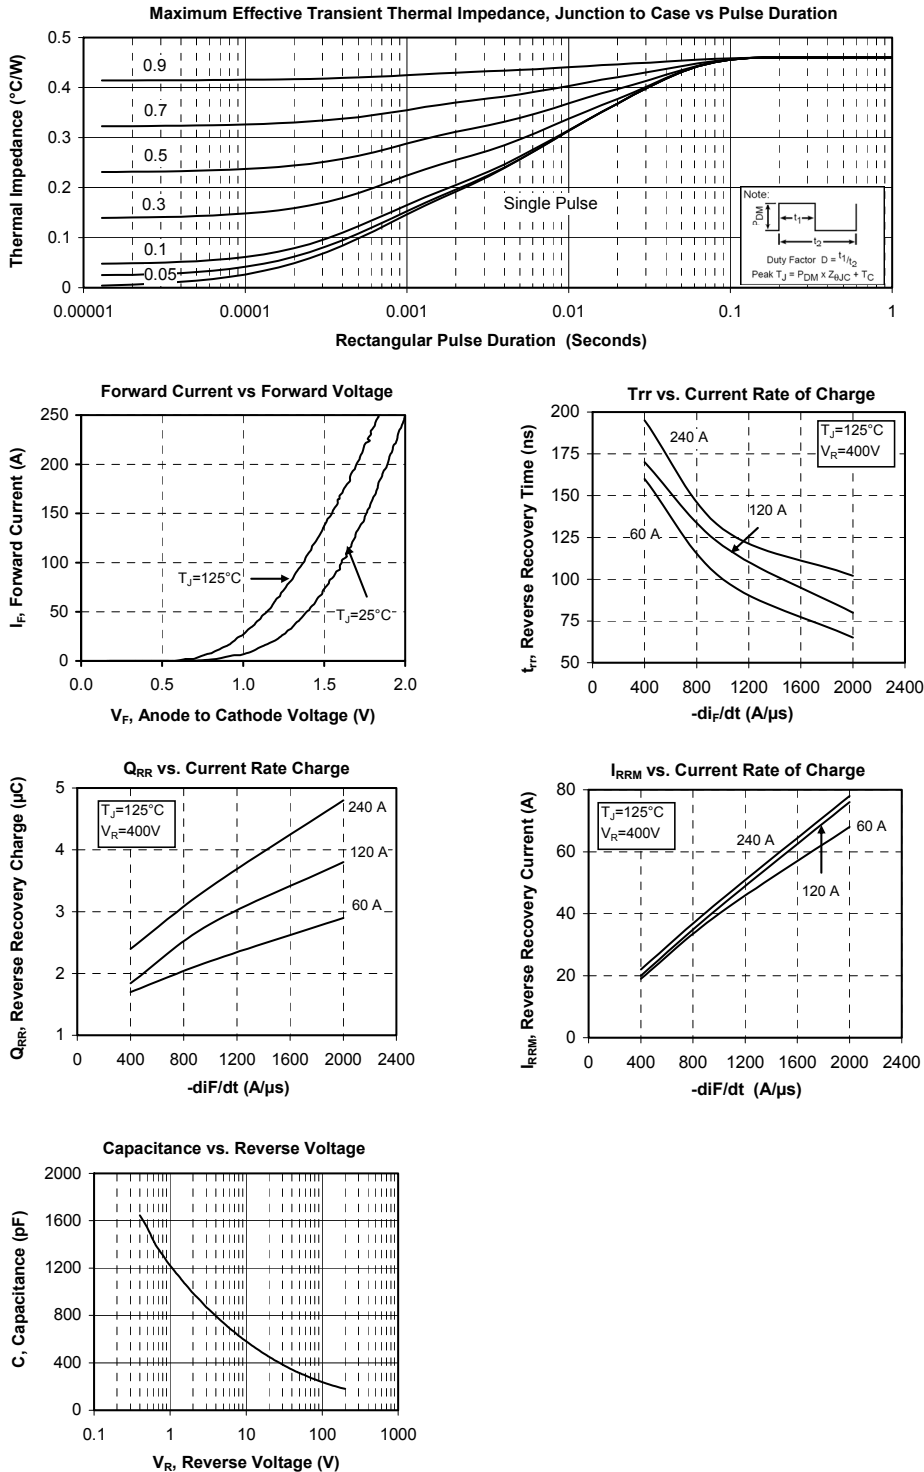 Maximum Effective Transient Thermal Impedance, Junction to Case vs Pulse Duration
Thermal Impedance (°C/W)
0.5
0.4
0.3
0.2
0.1
0
0.9
0.7
0.5
0.3
0.1
0.05
Single Pulse
Note:
PDM
t1
t2
Duty Factor D = t1/t2
Peak TJ = PDM x ZθJC + TC
0.00001 0.0001 0.001 0.01 0.1 1
Rectangular Pulse Duration (Seconds)
Forward Current vs Forward Voltage
IF, Forward Current (A)
250
200
150
100
50
0
TJ=125°C
TJ=25°C
0.0 0.5 1.0 1.5 2.0
VF, Anode to Cathode Voltage (V)
Trr vs. Current Rate of Charge
trr, Reverse Recovery Time (ns)
200
175
150
125
100
75
50
TJ=125°C
VR=400V
240 A
120 A
60 A
0 400 800 1200 1600 2000 2400
-diF/dt (A/µs)
QRR vs. Current Rate Charge
QRR, Reverse Recovery Charge (µC)
5
4
3
2
1
TJ=125°C
VR=400V
240 A
120 A
60 A
0 400 800 1200 1600 2000 2400
-diF/dt (A/µs)
IRRM vs. Current Rate of Charge
IRRM, Reverse Recovery Current (A)
80
60
40
20
0
TJ=125°C
VR=400V
240 A
60 A
120 A
0 400 800 1200 1600 2000 2400
-diF/dt (A/µs)
Capacitance vs. Reverse Voltage
C, Capacitance (pF)
2000
1600
1200
800
400
0
0.1 1 10 100 1000
VR, Reverse Voltage (V)